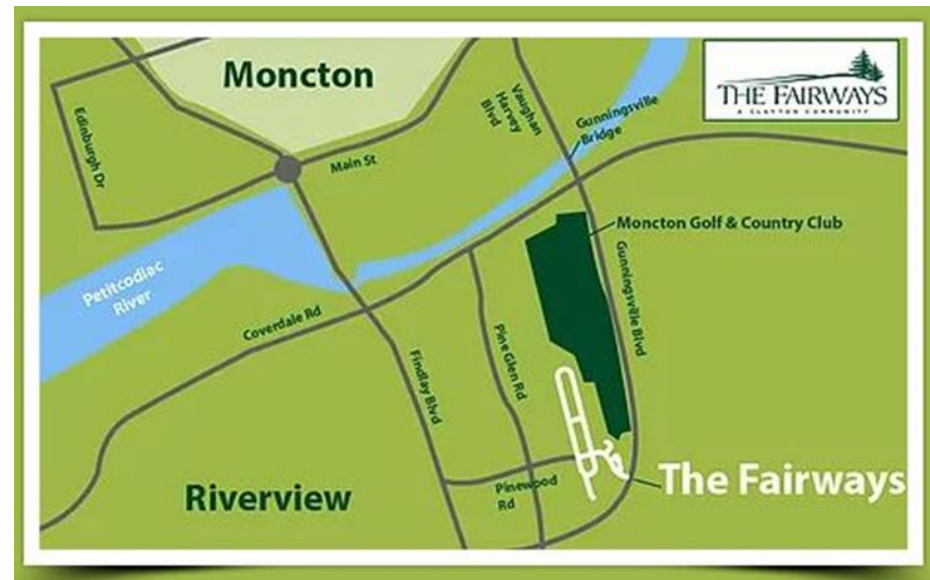 Moncton
THE FAIRWAYS
A CLAYTON COMMUNITY
Edinburgh Dr
Main St
Vaughan
Harvey
Blvd
Gunningsville
Bridge
Moncton Golf & Country Club
Petitcodiac
River
Coverdale Rd
Gunningsville Blvd
Findlay Blvd
Pine Glen Rd
Riverview
Pinewood
Rd
The Fairways